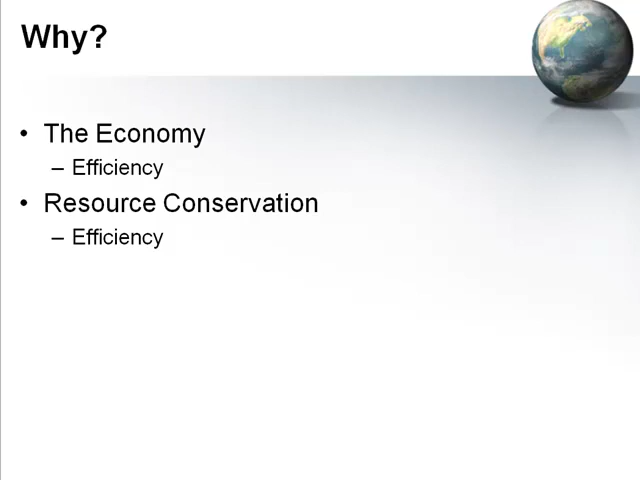 Why?
• The Economy
– Efficiency
• Resource Conservation
– Efficiency